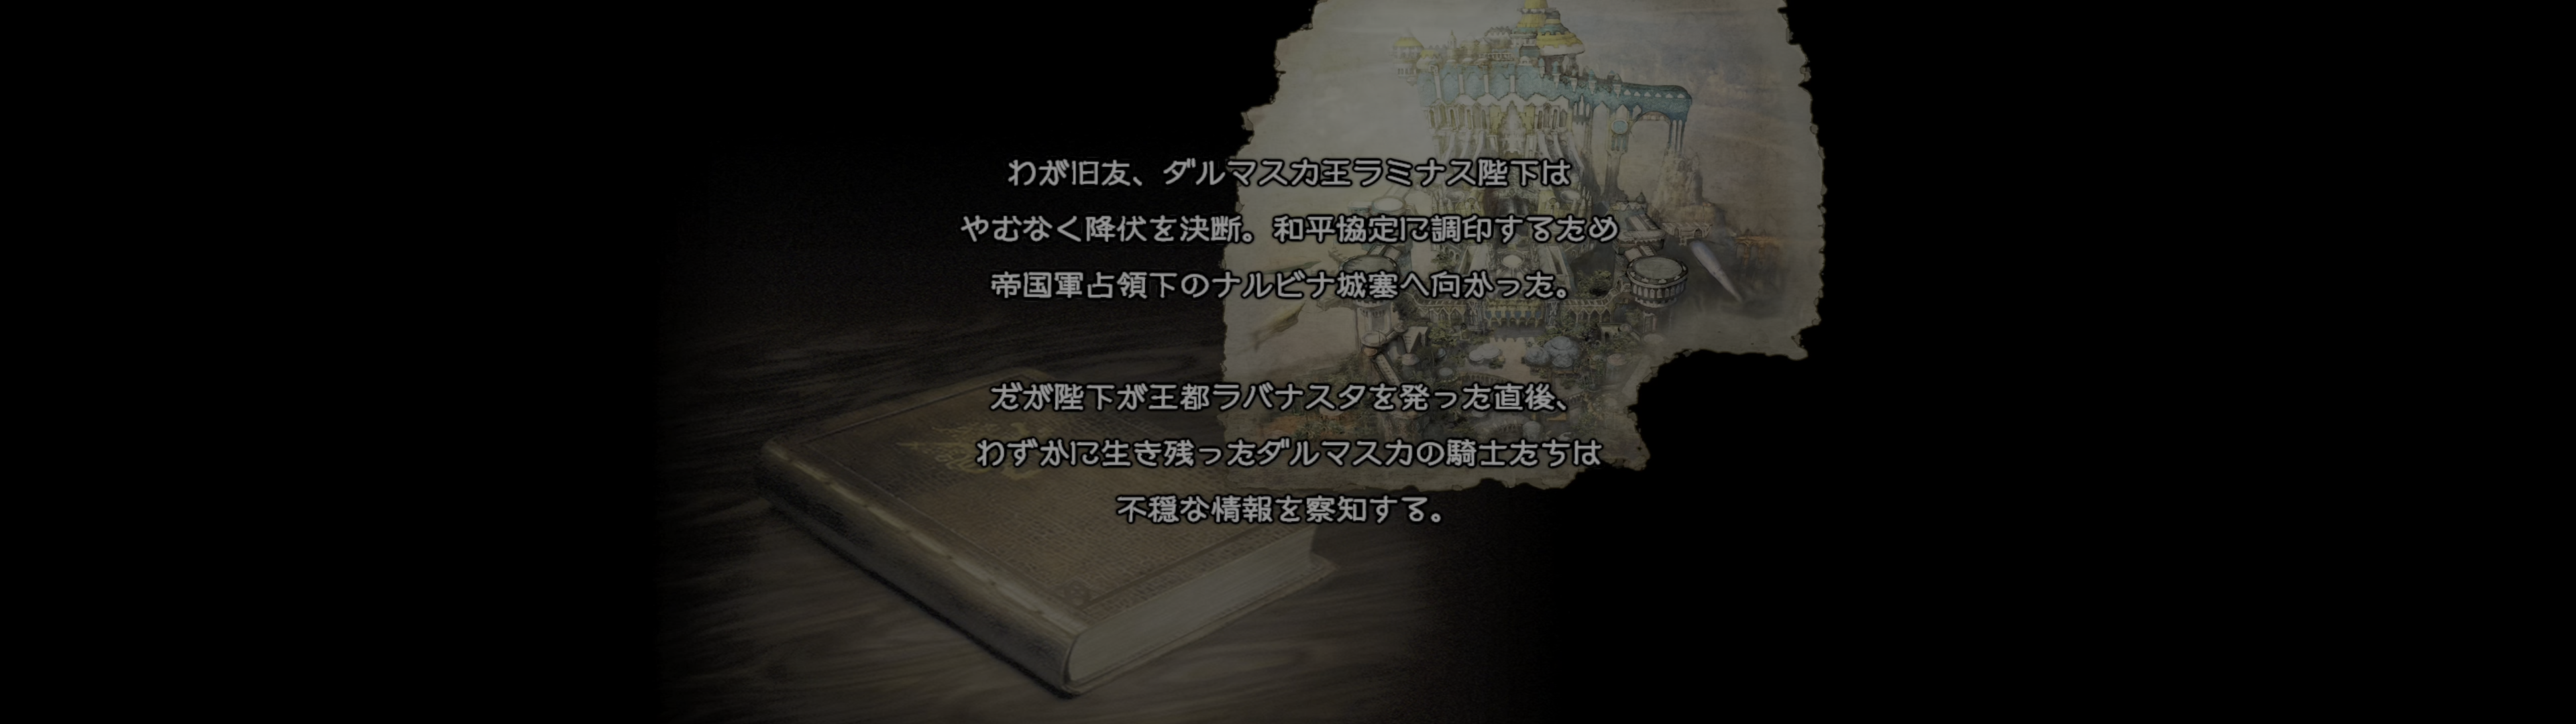 わが旧友、ダルマスカ王ラミナス陛下は
やむなく降伏を決断。和平協定に調印するため
帝国軍占領下のナルビナ城塞へ向かった。
だが陛下が王都ラバナスタを発った直後、
わずかに生き残ったダルマスカの騎士たちは
不穏な情報を察知する。